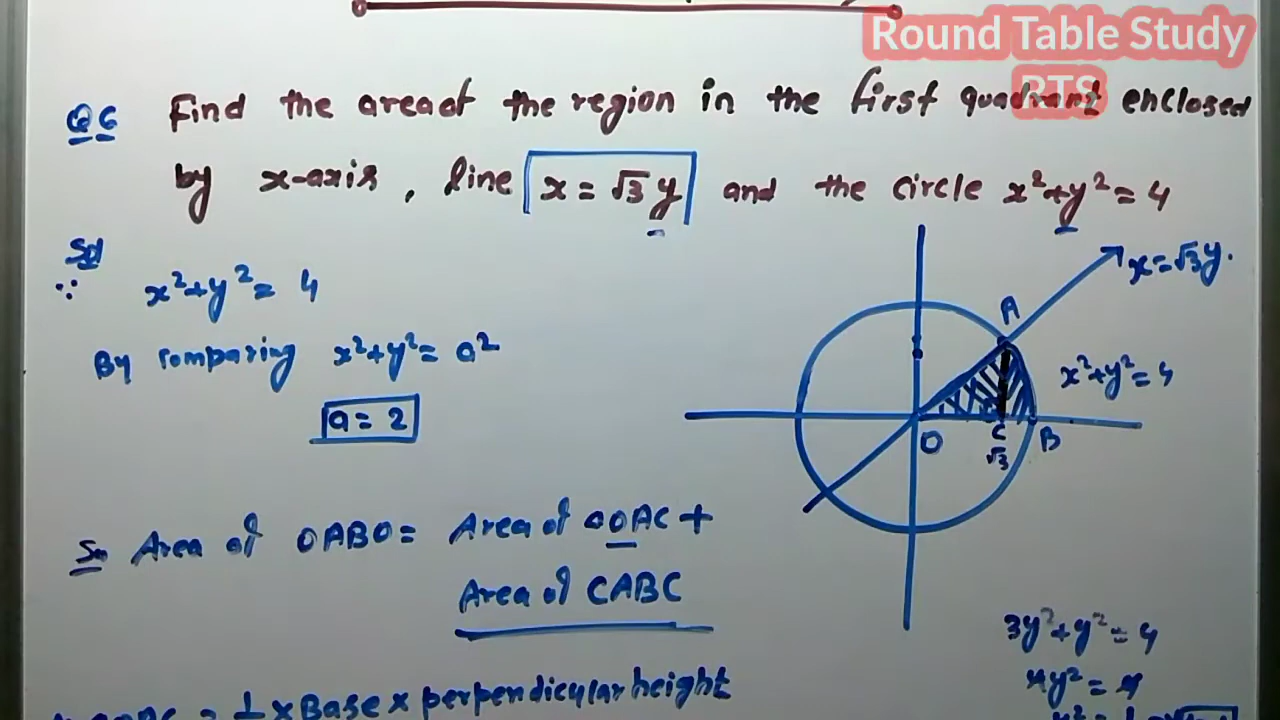 Round Table Study
RTS
Q6 Find the area of the region in the first quadrant enclosed
by x-axis, line x = √3 y and the circle x²+y² = 4
Sol
∵ x²+y² = 4
By comparing x²+y² = a²
a = 2
x = √3y.
A
x²+y² = 4
O
C
B
√3
So Area of OABO = Area of △OAC +
Area of CABC
3y²+y² = 4
4y² = 4
= 1/2 × Base × perpendicular height